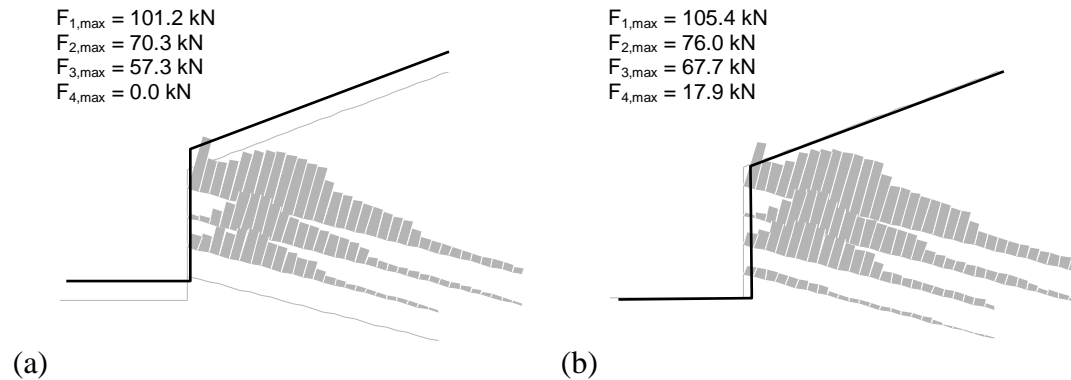 F1,max = 101.2 kN
F2,max = 70.3 kN
F3,max = 57.3 kN
F4,max = 0.0 kN
(a)
F1,max = 105.4 kN
F2,max = 76.0 kN
F3,max = 67.7 kN
F4,max = 17.9 kN
(b)